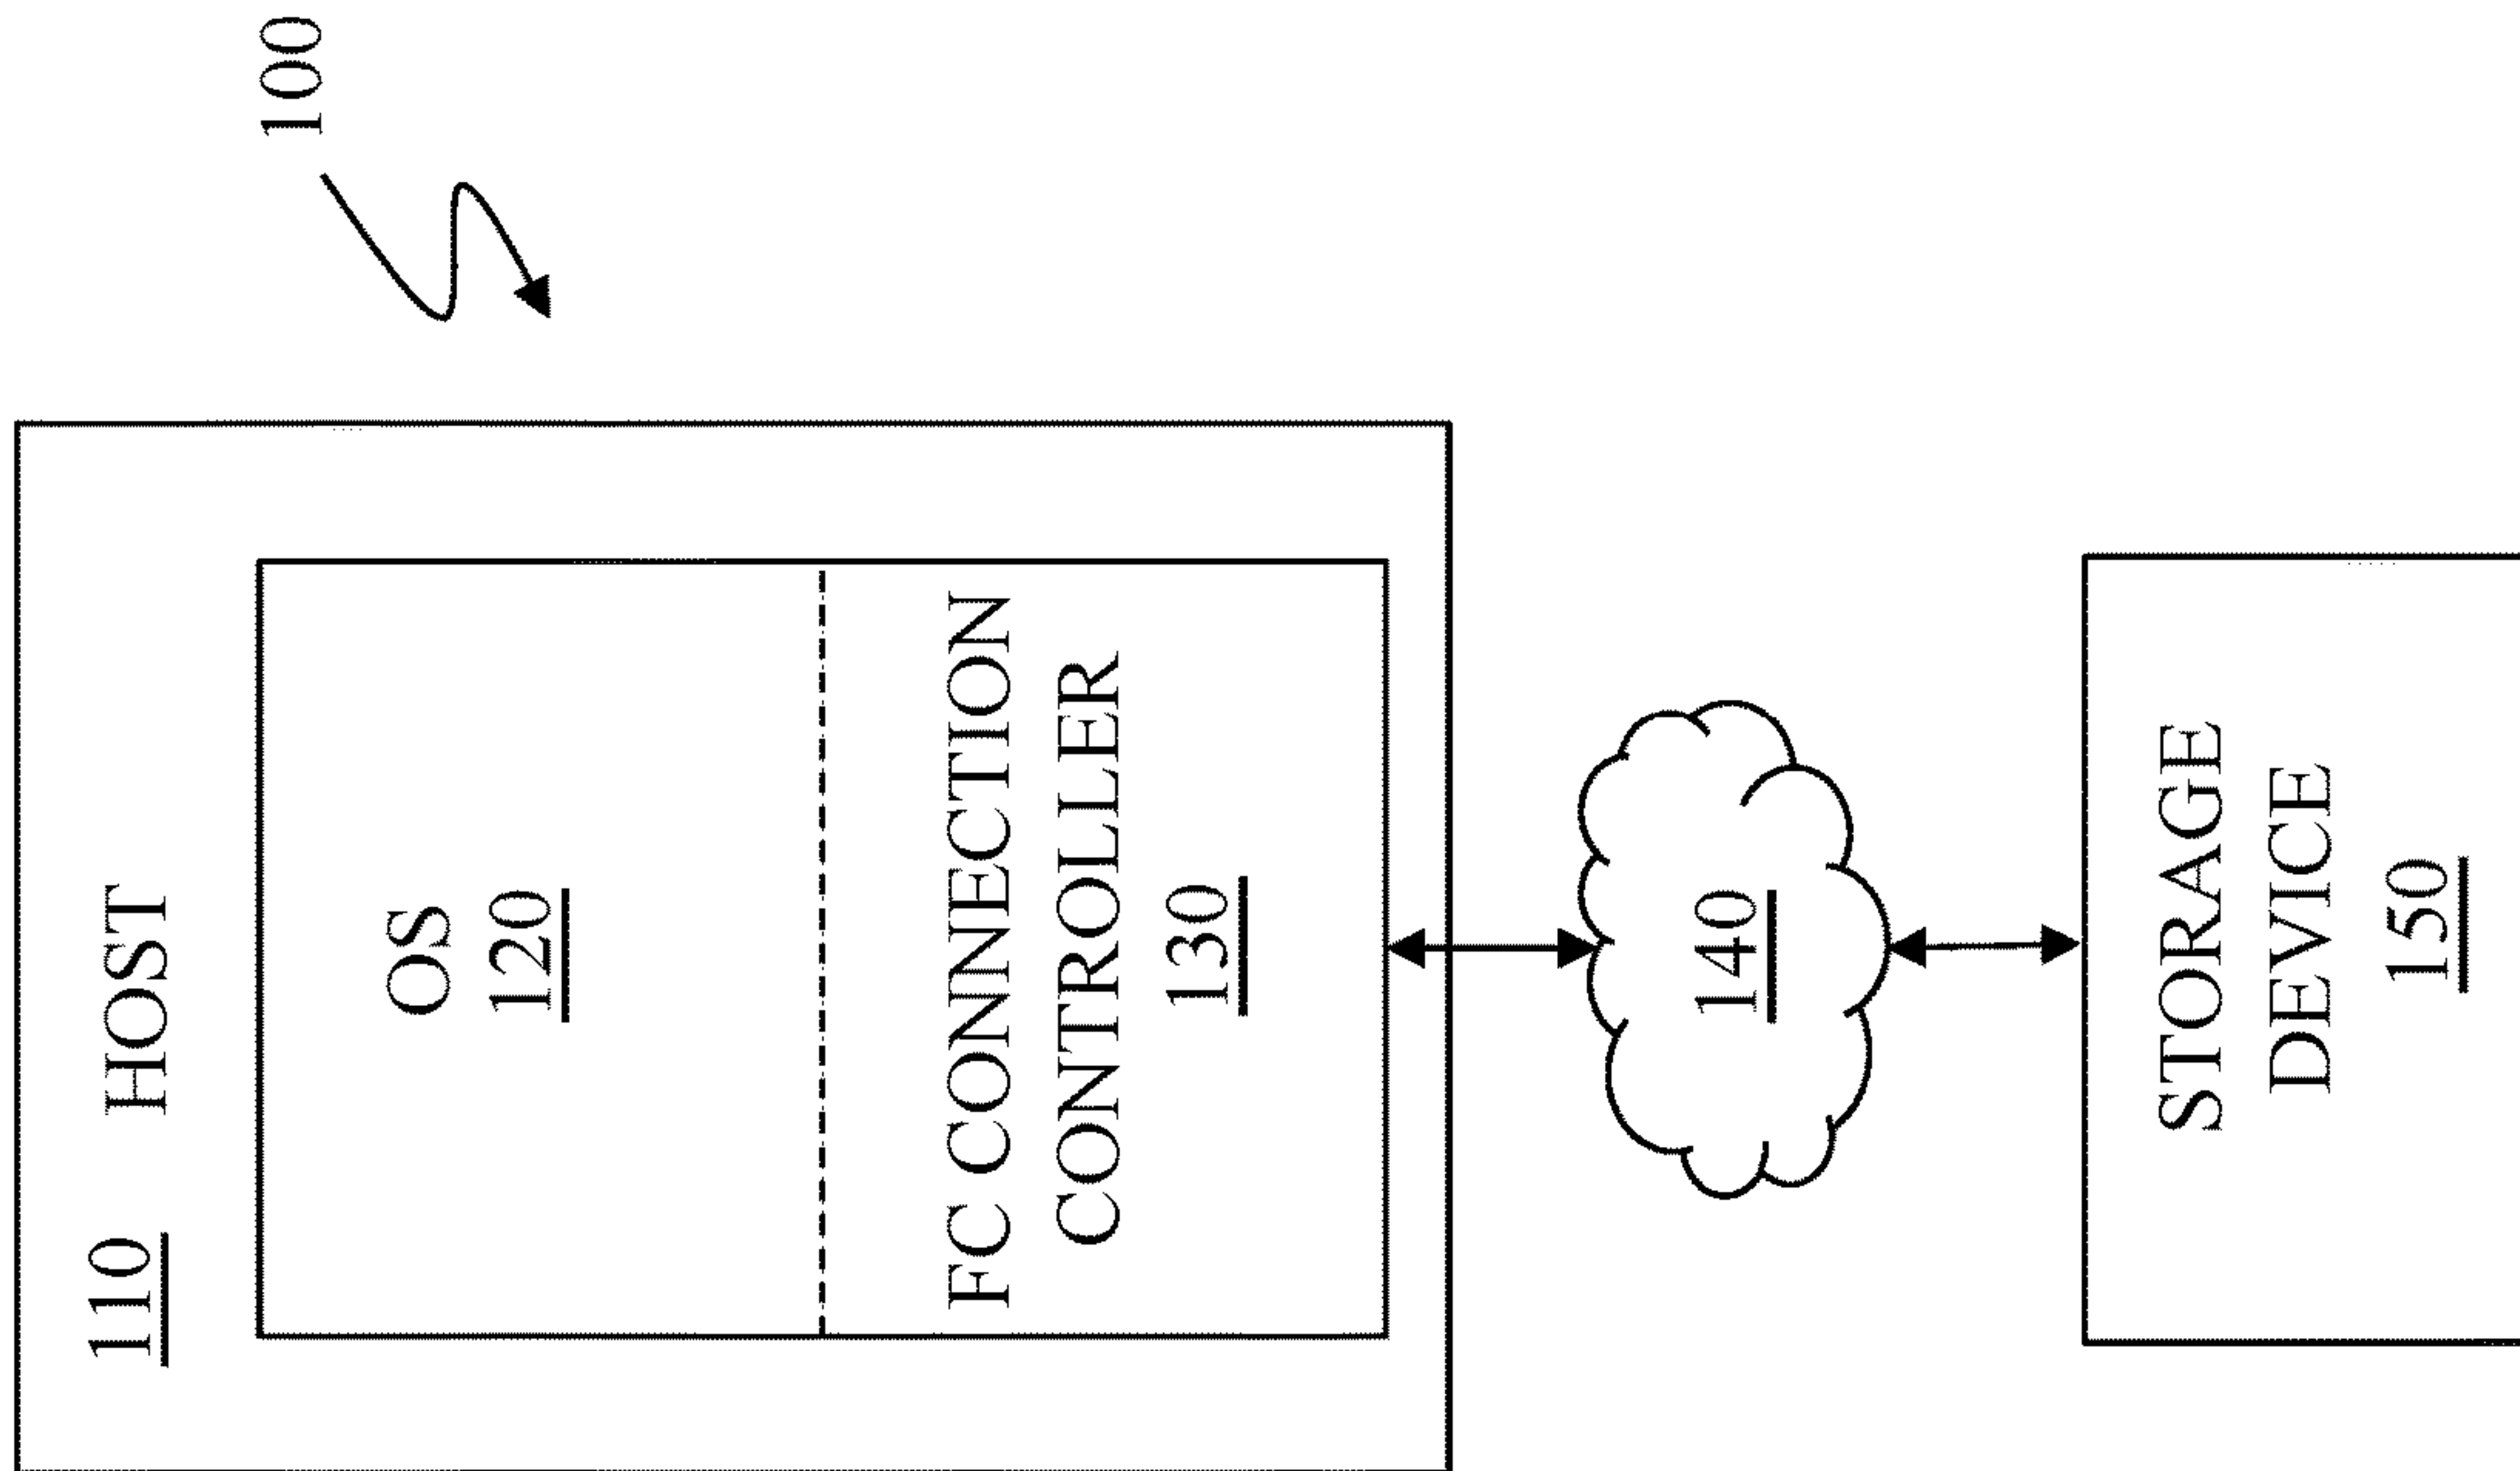 100
110 HOST
OS
120
FC CONNECTION
CONTROLLER
130
140
STORAGE
DEVICE
150